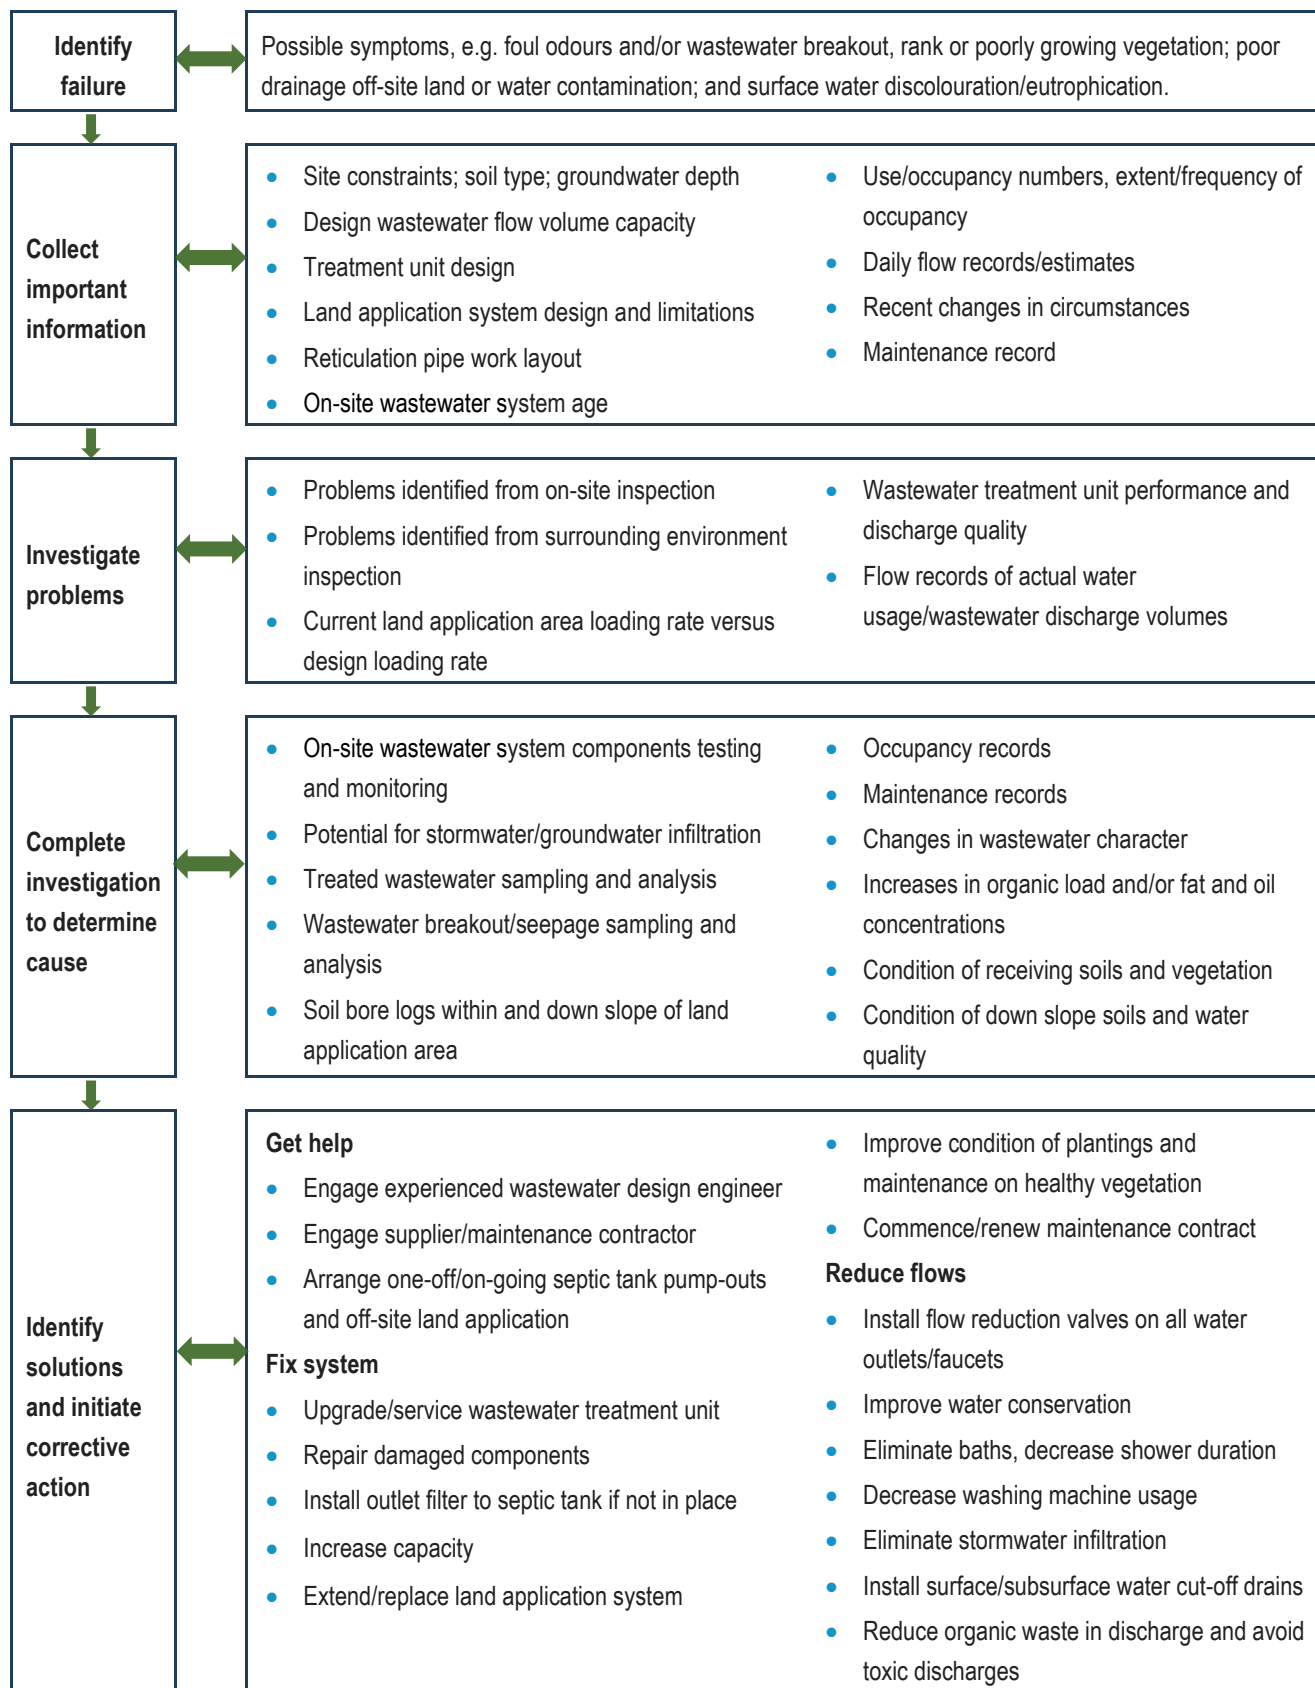 Identify
failure
Possible symptoms, e.g. foul odours and/or wastewater breakout, rank or poorly growing vegetation; poor
drainage off-site land or water contamination; and surface water discolouration/eutrophication.
Collect
important
information
• Site constraints; soil type; groundwater depth
• Design wastewater flow volume capacity
• Treatment unit design
• Land application system design and limitations
• Reticulation pipe work layout
• On-site wastewater system age
• Use/occupancy numbers, extent/frequency of
occupancy
• Daily flow records/estimates
• Recent changes in circumstances
• Maintenance record
Investigate
problems
• Problems identified from on-site inspection
• Problems identified from surrounding environment
inspection
• Current land application area loading rate versus
design loading rate
• Wastewater treatment unit performance and
discharge quality
• Flow records of actual water
usage/wastewater discharge volumes
Complete
investigation
to determine
cause
• On-site wastewater system components testing
and monitoring
• Potential for stormwater/groundwater infiltration
• Treated wastewater sampling and analysis
• Wastewater breakout/seepage sampling and
analysis
• Soil bore logs within and down slope of land
application area
• Occupancy records
• Maintenance records
• Changes in wastewater character
• Increases in organic load and/or fat and oil
concentrations
• Condition of receiving soils and vegetation
• Condition of down slope soils and water
quality
Identify
solutions
and initiate
corrective
action
Get help
• Engage experienced wastewater design engineer
• Engage supplier/maintenance contractor
• Arrange one-off/on-going septic tank pump-outs
and off-site land application
Fix system
• Upgrade/service wastewater treatment unit
• Repair damaged components
• Install outlet filter to septic tank if not in place
• Increase capacity
• Extend/replace land application system
• Improve condition of plantings and
maintenance on healthy vegetation
• Commence/renew maintenance contract
Reduce flows
• Install flow reduction valves on all water
outlets/faucets
• Improve water conservation
• Eliminate baths, decrease shower duration
• Decrease washing machine usage
• Eliminate stormwater infiltration
• Install surface/subsurface water cut-off drains
• Reduce organic waste in discharge and avoid
toxic discharges